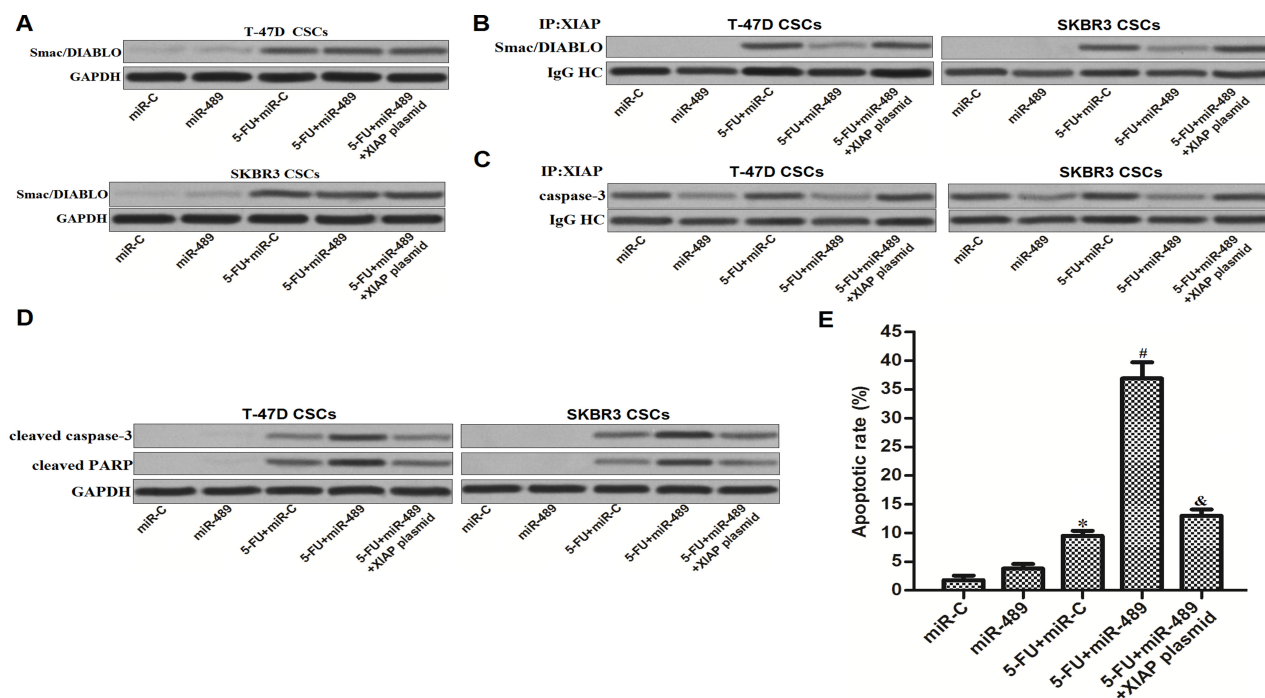 A
T-47D CSCs
Smac/DIABLO
GAPDH
miR-C
miR-489
5-FU+miR-C
5-FU+miR-489
5-FU+miR-489
+XIAP plasmid
SKBR3 CSCs
Smac/DIABLO
GAPDH
miR-C
miR-489
5-FU+miR-C
5-FU+miR-489
5-FU+miR-489
+XIAP plasmid
B
IP:XIAP
T-47D CSCs
SKBR3 CSCs
Smac/DIABLO
IgG HC
miR-C
miR-489
5-FU+miR-C
5-FU+miR-489
5-FU+miR-489
+XIAP plasmid
miR-C
miR-489
5-FU+miR-C
5-FU+miR-489
5-FU+miR-489
+XIAP plasmid
C
IP:XIAP
T-47D CSCs
SKBR3 CSCs
caspase-3
IgG HC
miR-C
miR-489
5-FU+miR-C
5-FU+miR-489
5-FU+miR-489
+XIAP plasmid
miR-C
miR-489
5-FU+miR-C
5-FU+miR-489
5-FU+miR-489
+XIAP plasmid
D
T-47D CSCs
SKBR3 CSCs
cleaved caspase-3
cleaved PARP
GAPDH
miR-C
miR-489
5-FU+miR-C
5-FU+miR-489
5-FU+miR-489
+XIAP plasmid
miR-C
miR-489
5-FU+miR-C
5-FU+miR-489
5-FU+miR-489
+XIAP plasmid
E
Apoptotic rate (%)
45
40
35
30
25
20
15
10
5
0
*
#
&
miR-C
miR-489
5-FU+miR-C
5-FU+miR-489
5-FU+miR-489
+XIAP plasmid